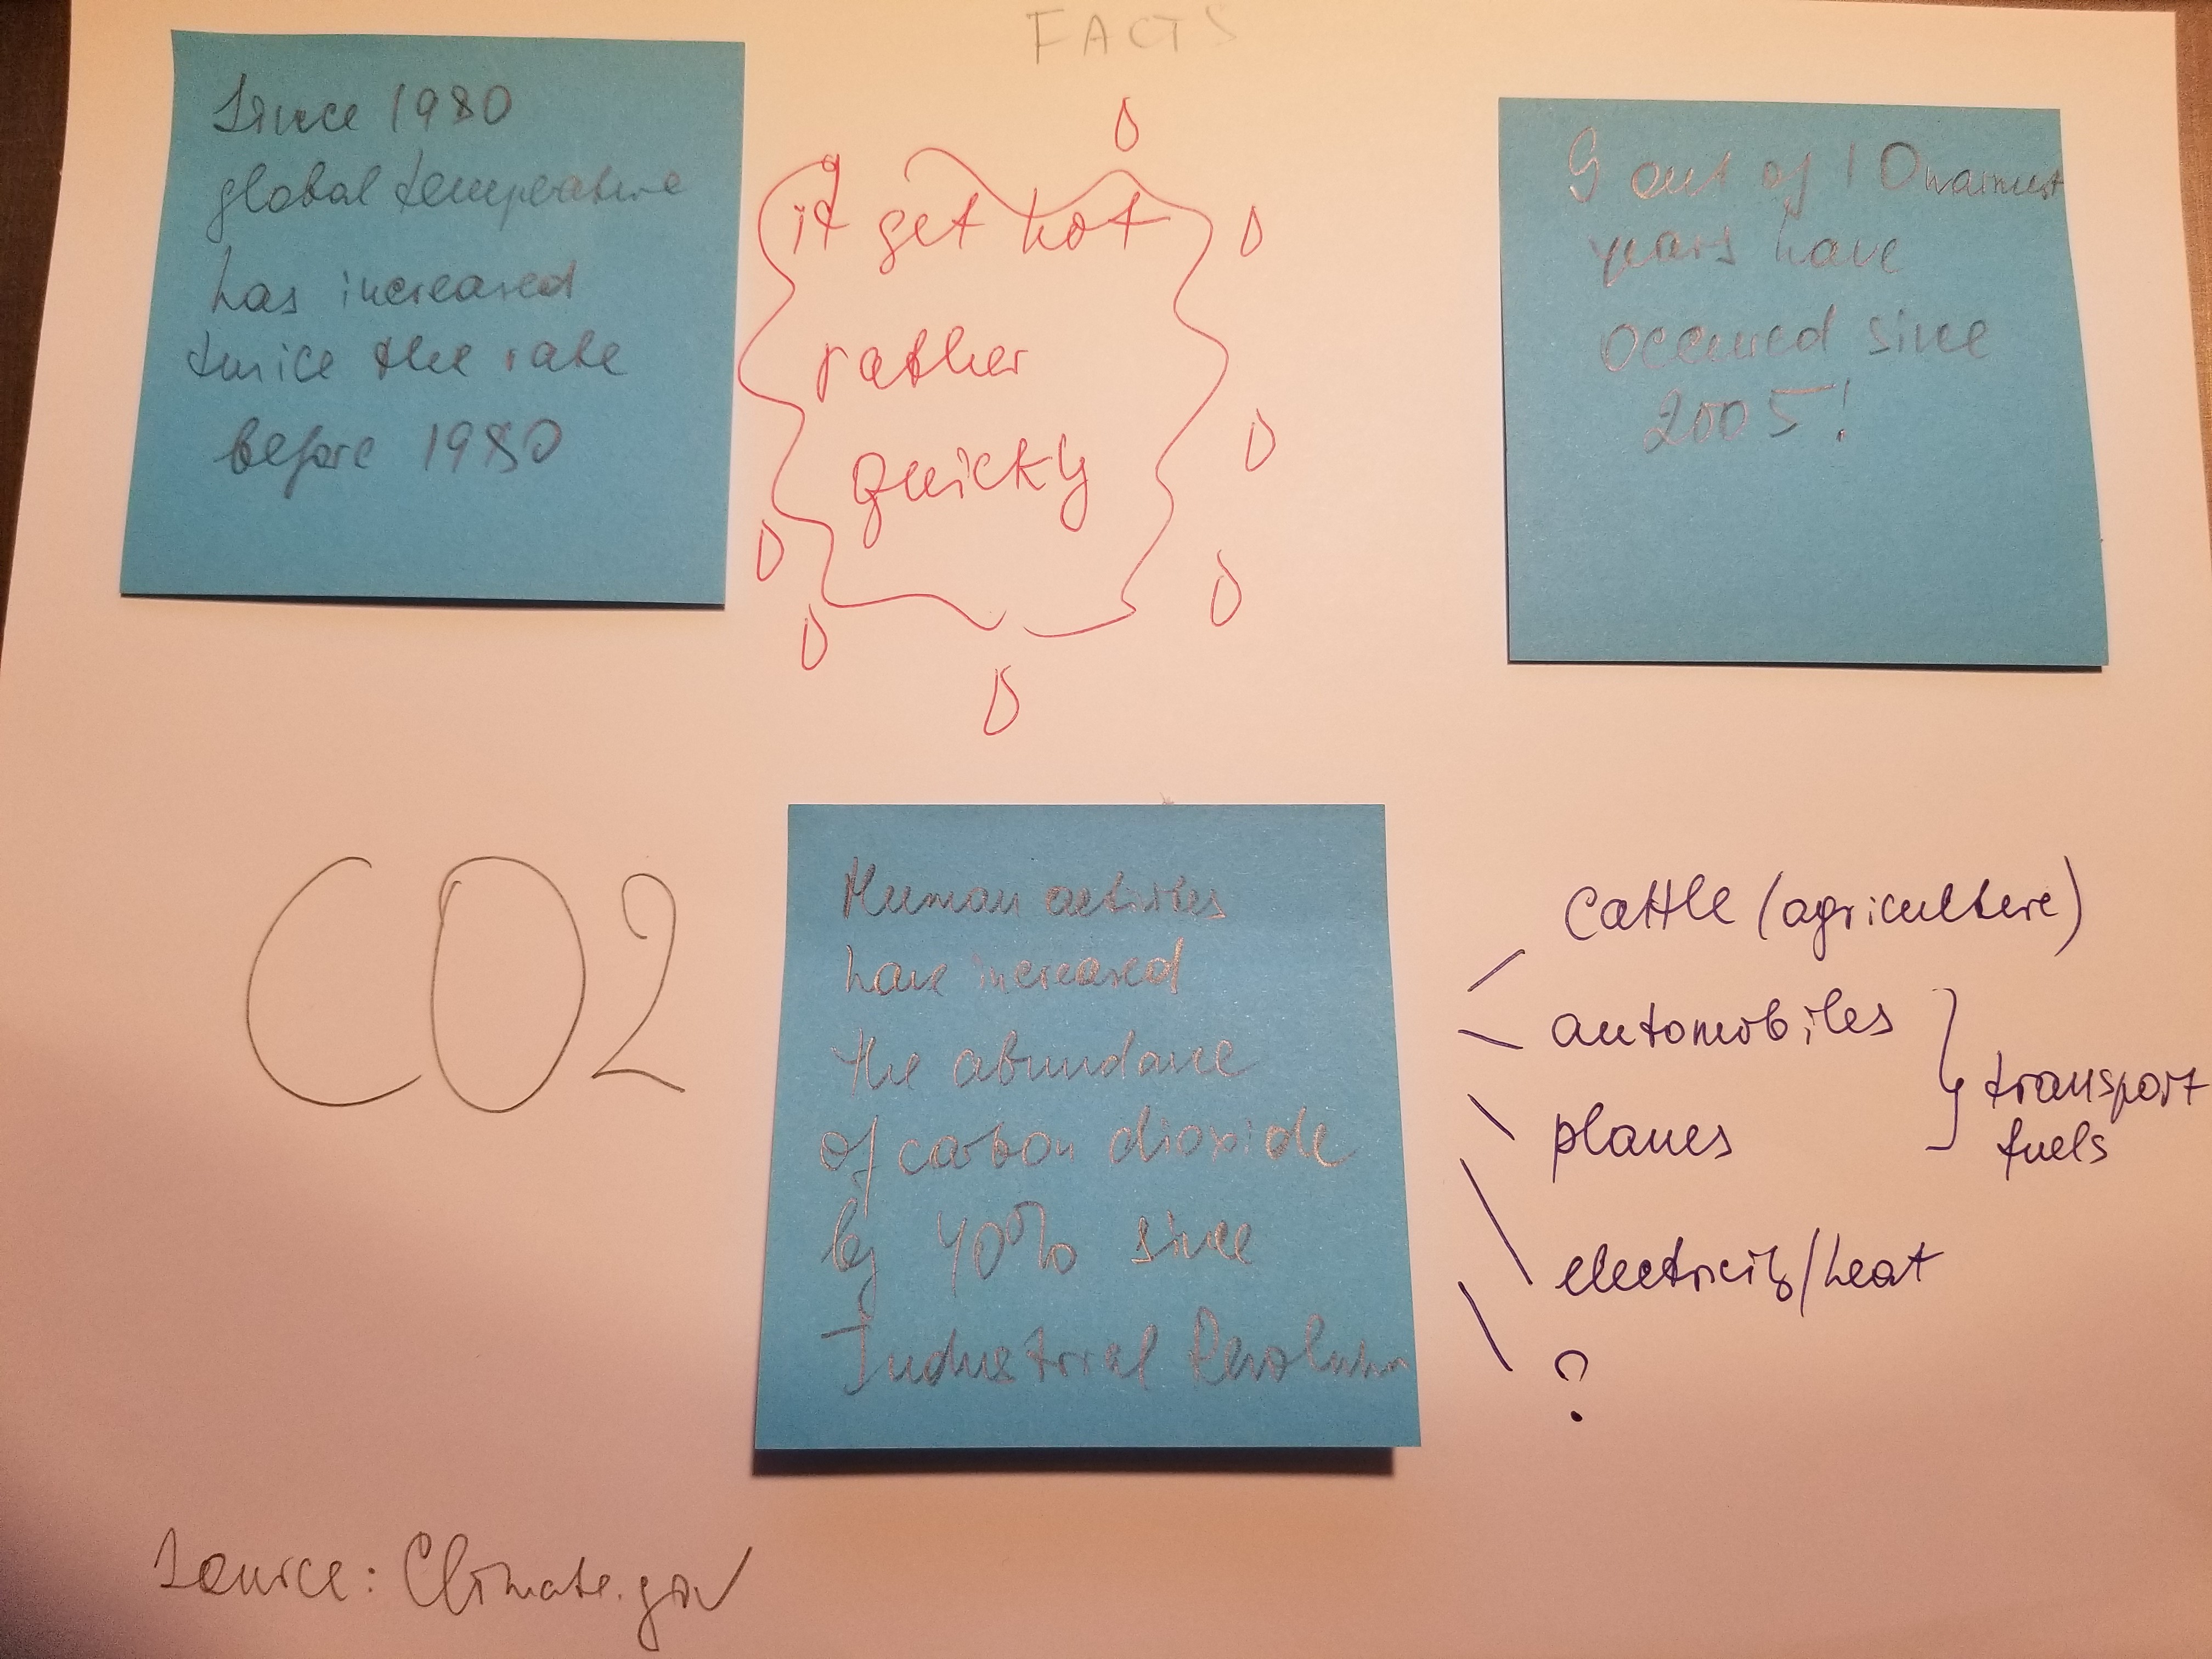 FACTS
Since 1980
global temperature
has increased
twice the rate
before 1980
it get hot
rather
quickly
9 out of 10 warmest
years have
occured since
2005!
CO2
Human activites
have increased
the abundance
of carbon dioxide
by 40% since
Industrial Revolution
cattle (agriculture)
automobiles
planes
transport
fuels
electricity/heat
?
Source: Climate.gov